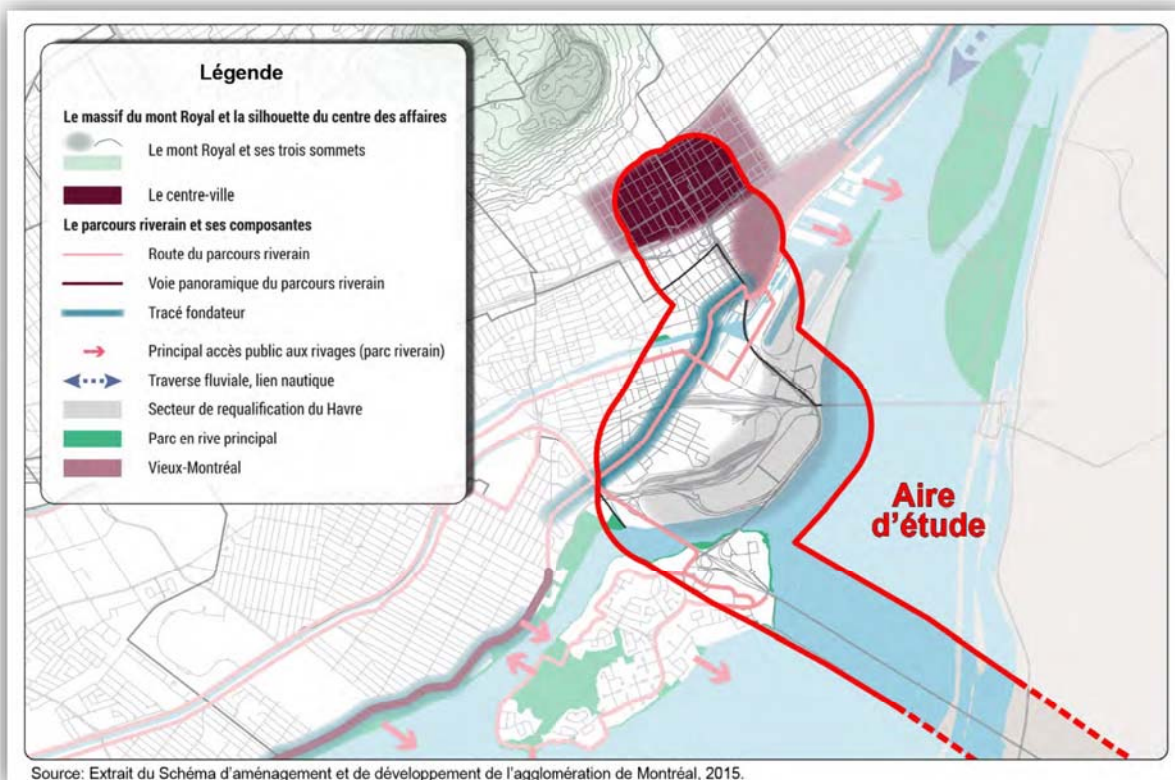 Légende
Le massif du mont Royal et la silhouette du centre des affaires
Le mont Royal et ses trois sommets
Le centre-ville
Le parcours riverain et ses composantes
Route du parcours riverain
Voie panoramique du parcours riverain
Tracé fondateur
Principal accès public aux rivages (parc riverain)
Traverse fluviale, lien nautique
Secteur de requalification du Havre
Parc en rive principal
Vieux-Montréal
Aire
d'étude
Source: Extrait du Schéma d'aménagement et de développement de l'agglomération de Montréal, 2015.